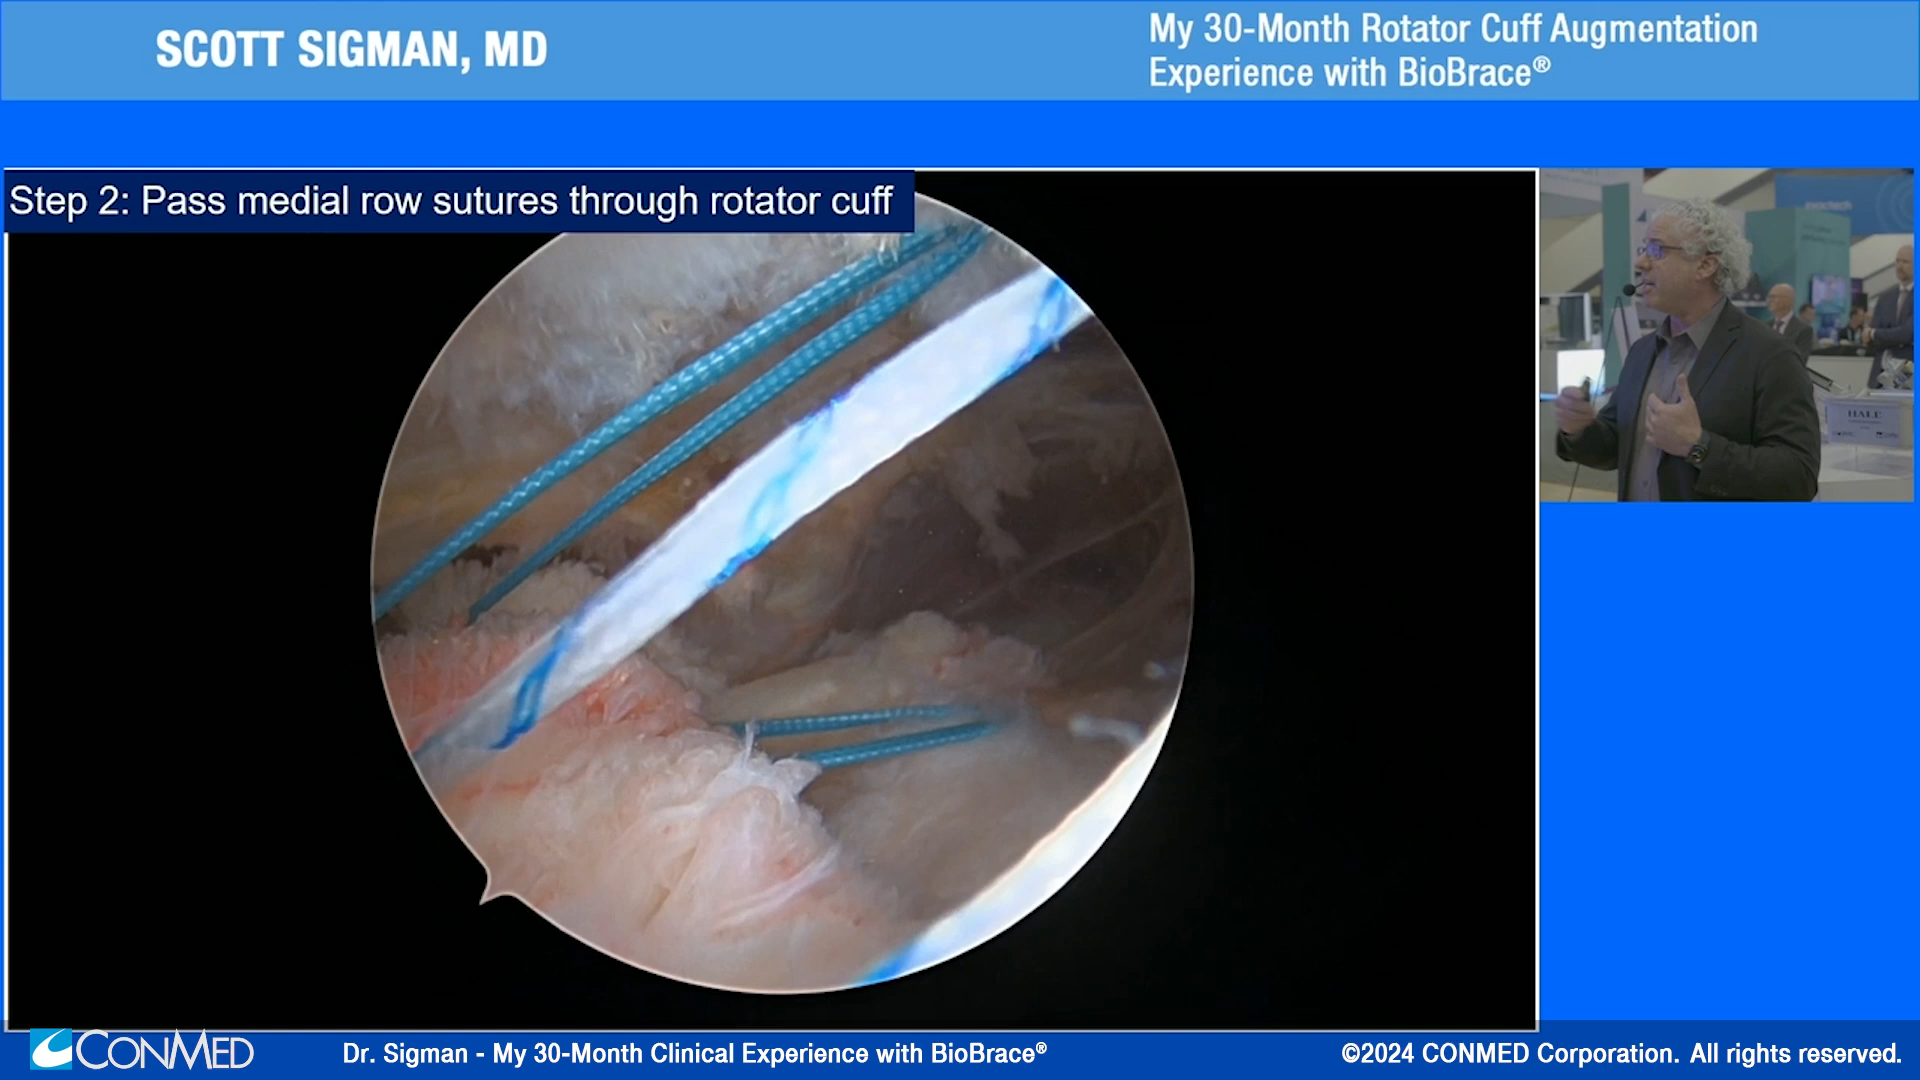 SCOTT SIGMAN, MD
My 30-Month Rotator Cuff Augmentation
Experience with BioBrace®
Step 2: Pass medial row sutures through rotator cuff
HALL
CONMED
Dr. Sigman - My 30-Month Clinical Experience with BioBrace®
©2024 CONMED Corporation. All rights reserved.